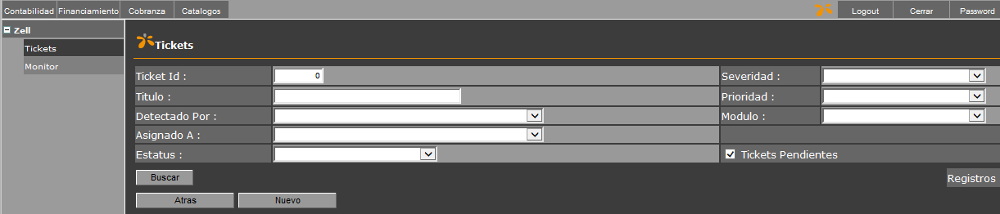 Contabilidad Financiamiento Cobranza Catalogos Logout Cerrar Password
Zell
Tickets
Monitor
Tickets
Ticket Id : 0 Severidad :
Titulo : Prioridad :
Detectado Por : Modulo :
Asignado A :
Estatus : Tickets Pendientes
Buscar Registros
Atras Nuevo